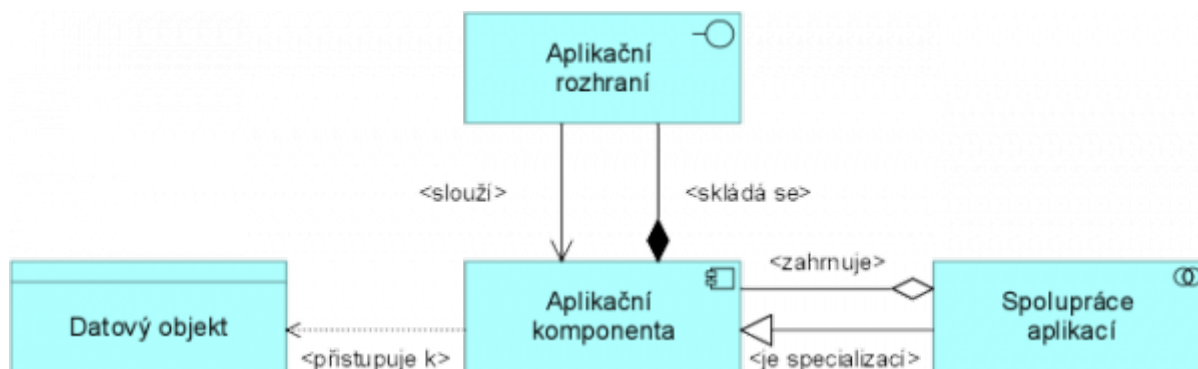 Aplikační
rozhraní
<slouží>
<skládá se>
Datový objekt
<přistupuje k>
Aplikační
komponenta
<zahrnuje>
<je specializací>
Spolupráce
aplikací